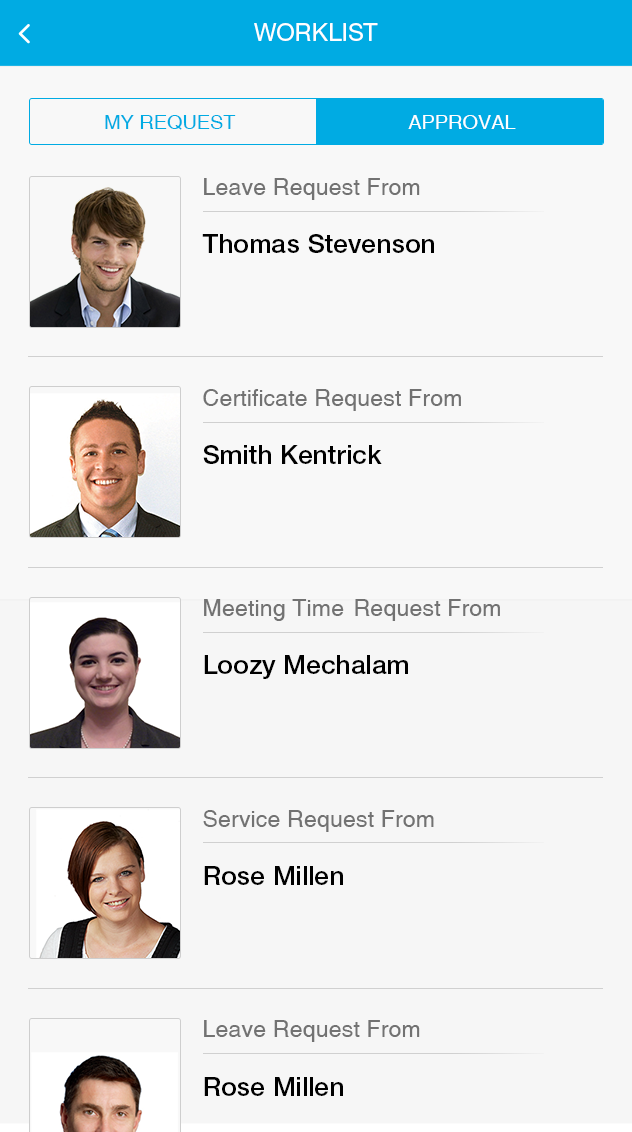 WORKLIST
MY REQUEST
APPROVAL
Leave Request From
Thomas Stevenson
Certificate Request From
Smith Kentrick
Meeting Time Request From
Loozy Mechalam
Service Request From
Rose Millen
Leave Request From
Rose Millen